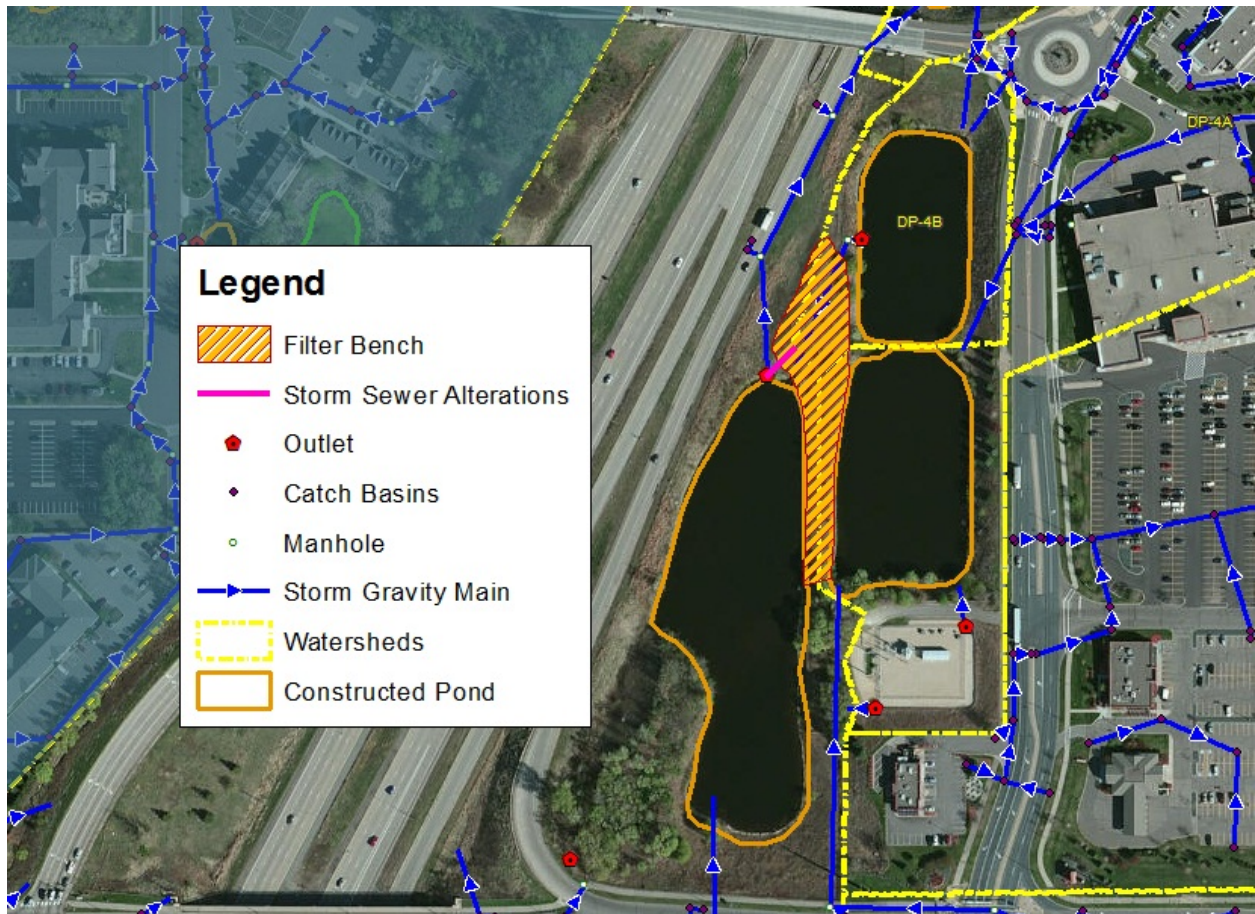 DP-4A
DP-4B
Legend
Filter Bench
Storm Sewer Alterations
Outlet
Catch Basins
Manhole
Storm Gravity Main
Watersheds
Constructed Pond